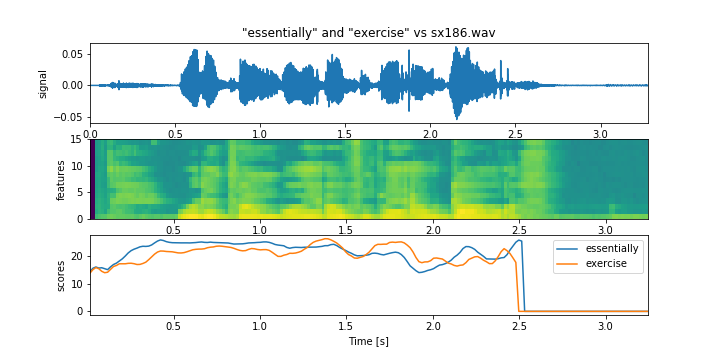 "essentially" and "exercise" vs sx186.wav
signal
0.05
0.00
−0.05
0.0 0.5 1.0 1.5 2.0 2.5 3.0
features
15
10
5
0
0.5 1.0 1.5 2.0 2.5 3.0
scores
20
10
0
essentially
exercise
0.5 1.0 1.5 2.0 2.5 3.0
Time [s]